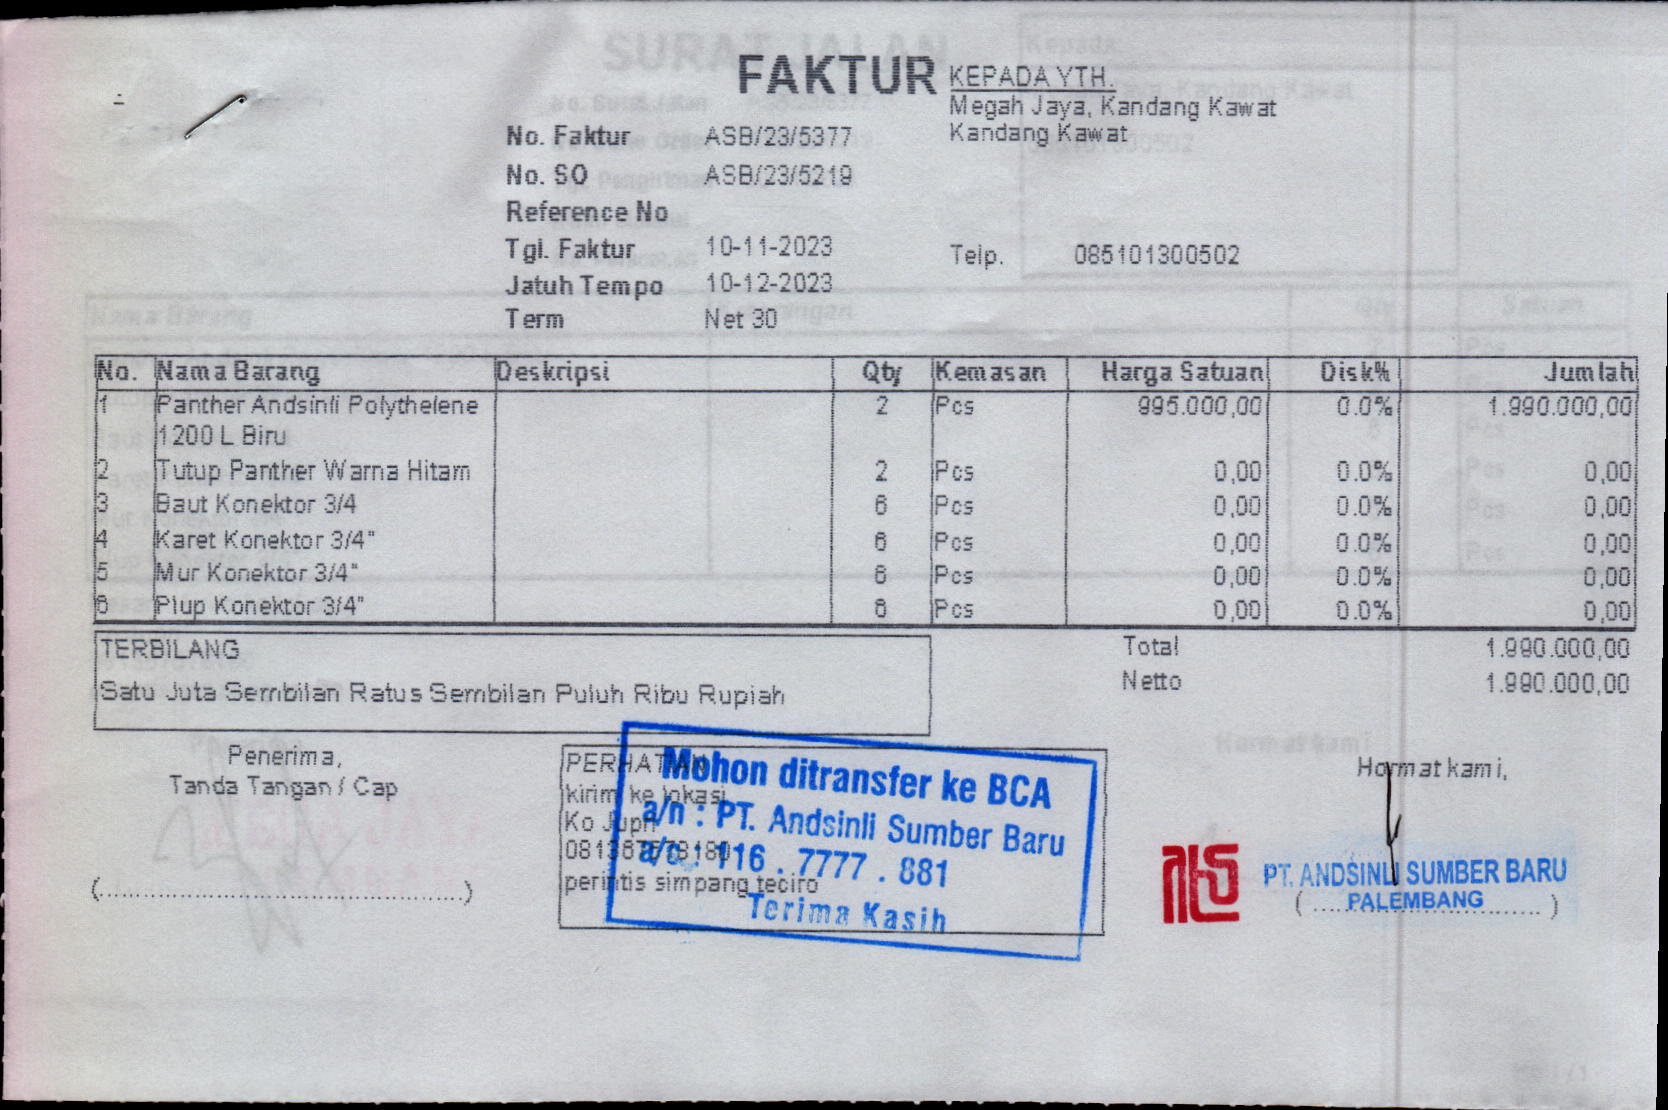 FAKTUR
KEPADA YTH.
Megah Jaya, Kandang Kawat
Kandang Kawat
No. Faktur ASB/23/5377
No. SO ASB/23/5219
Reference No
Tgl. Faktur 10-11-2023
Telp. 085101300502
Jatuh Tempo 10-12-2023
Term Net 30
No. Nama Barang Deskripsi Qty Kemasan Harga Satuan Disk% Jumlah
1 Panther Andsinli Polythelene 2 Pcs 995.000,00 0.0% 1.990.000,00
1200 L Biru
2 Tutup Panther Warna Hitam 2 Pcs 0,00 0.0% 0,00
3 Baut Konektor 3/4 6 Pcs 0,00 0.0% 0,00
4 Karet Konektor 3/4" 6 Pcs 0,00 0.0% 0,00
5 Mur Konektor 3/4" 6 Pcs 0,00 0.0% 0,00
6 Plup Konektor 3/4" 6 Pcs 0,00 0.0% 0,00
TERBILANG
Satu Juta Sembilan Ratus Sembilan Puluh Ribu Rupiah
Total 1.990.000,00
Netto 1.990.000,00
Penerima,
Tanda Tangan / Cap
(....................................................)
PERHATIAN
kirim ke lokasi
Ko Jupri
perintis simpang teciro
Mohon ditransfer ke BCA
a/n : PT. Andsinli Sumber Baru
a/c 116 . 7777 . 881
Terima Kasih
Hormat kami,
PT. ANDSINLI SUMBER BARU
PALEMBANG
SURAT JALAN
Kepada
Nama Barang
Qty
Satuan
Hormat kami